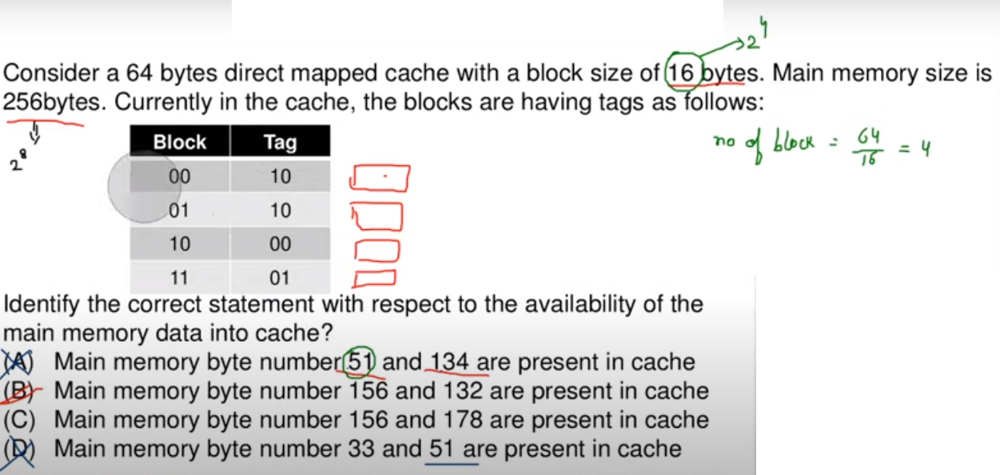 2⁴
Consider a 64 bytes direct mapped cache with a block size of 16 bytes. Main memory size is
256bytes. Currently in the cache, the blocks are having tags as follows:
2⁸
no of block = 64/16 = 4
Block Tag
00 10
01 10
10 00
11 01
Identify the correct statement with respect to the availability of the
main memory data into cache?
(A) Main memory byte number 51 and 134 are present in cache
(B) Main memory byte number 156 and 132 are present in cache
(C) Main memory byte number 156 and 178 are present in cache
(D) Main memory byte number 33 and 51 are present in cache